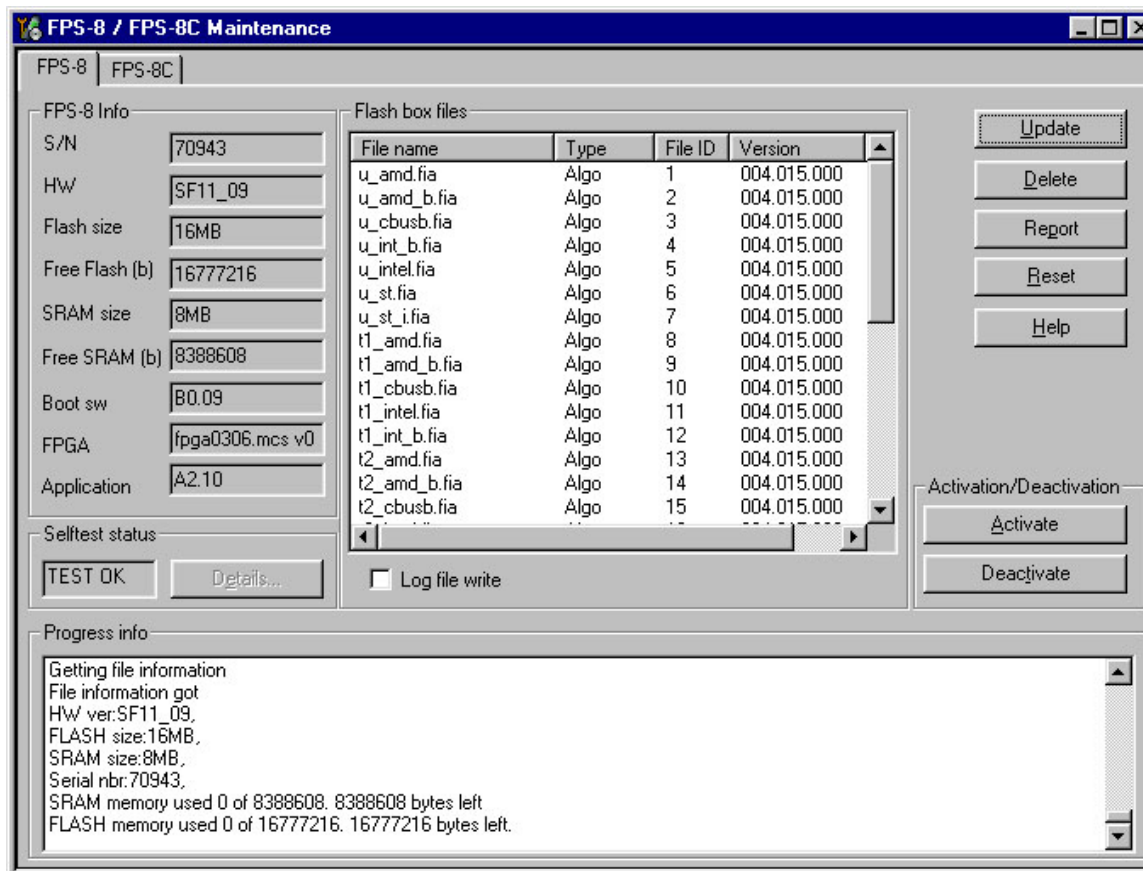 FPS-8 / FPS-8C Maintenance
FPS-8 FPS-8C
FPS-8 Info
S/N 70943
HW SF11_09
Flash size 16MB
Free Flash (b) 16777216
SRAM size 8MB
Free SRAM (b) 8388608
Boot sw B0.09
FPGA fpga0306.mcs v0
Application A2.10
Selftest status
TEST OK Details...
Flash box files
File name Type File ID Version
u_amd.fia Algo 1 004.015.000
u_amd_b.fia Algo 2 004.015.000
u_cbusb.fia Algo 3 004.015.000
u_int_b.fia Algo 4 004.015.000
u_intel.fia Algo 5 004.015.000
u_st.fia Algo 6 004.015.000
u_st_i.fia Algo 7 004.015.000
t1_amd.fia Algo 8 004.015.000
t1_amd_b.fia Algo 9 004.015.000
t1_cbusb.fia Algo 10 004.015.000
t1_intel.fia Algo 11 004.015.000
t1_int_b.fia Algo 12 004.015.000
t2_amd.fia Algo 13 004.015.000
t2_amd_b.fia Algo 14 004.015.000
t2_cbusb.fia Algo 15 004.015.000
Log file write
Update
Delete
Report
Reset
Help
Activation/Deactivation
Activate
Deactivate
Progress info
Getting file information
File information got
HW ver:SF11_09,
FLASH size:16MB,
SRAM size:8MB,
Serial nbr:70943,
SRAM memory used 0 of 8388608. 8388608 bytes left
FLASH memory used 0 of 16777216. 16777216 bytes left.